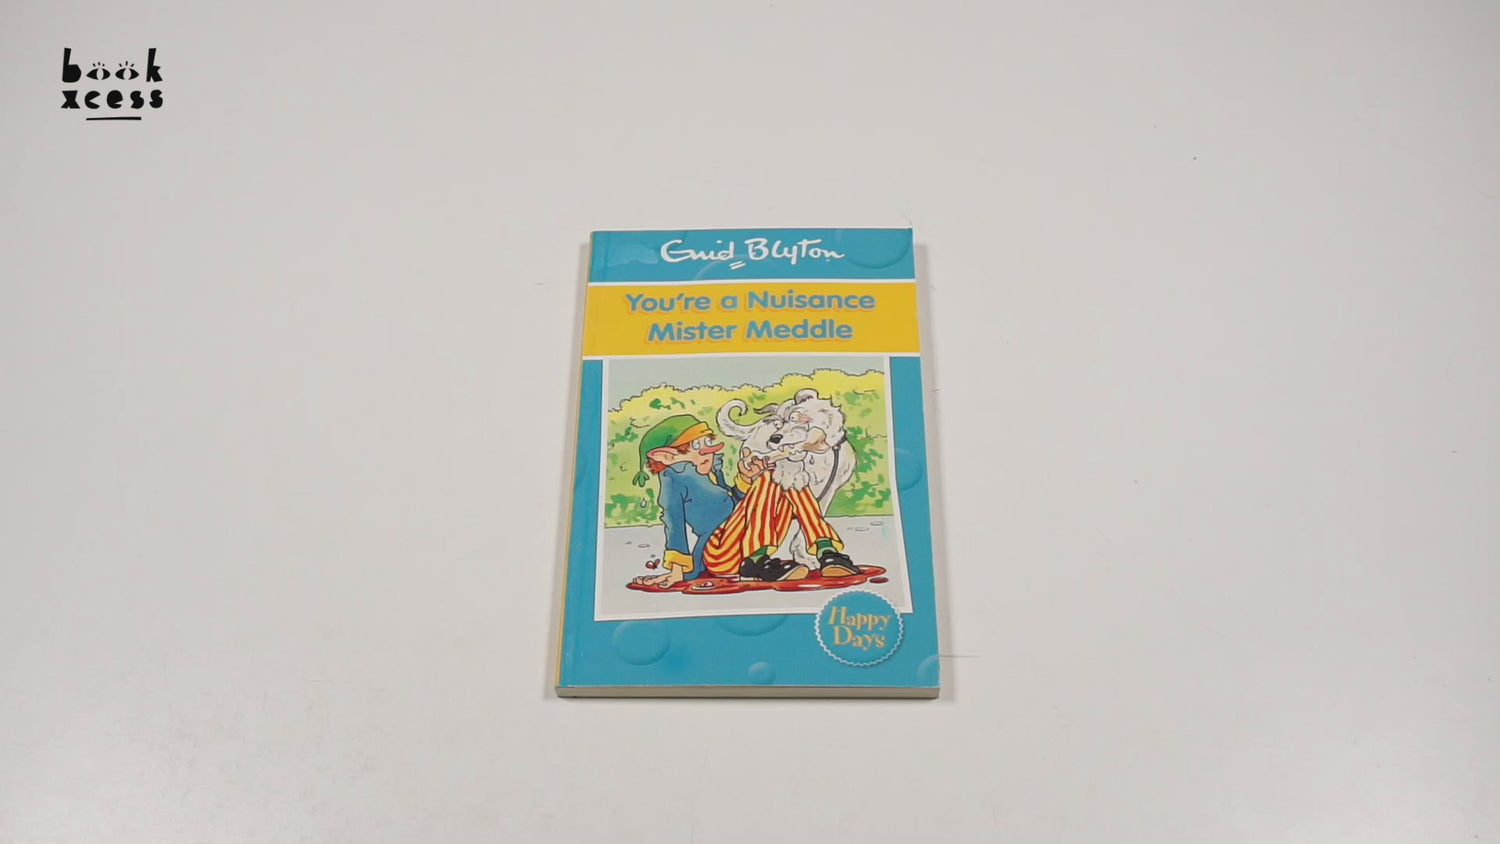 book
xcess
Enid Blyton
You're a Nuisance
Mister Meddle
Happy
Days